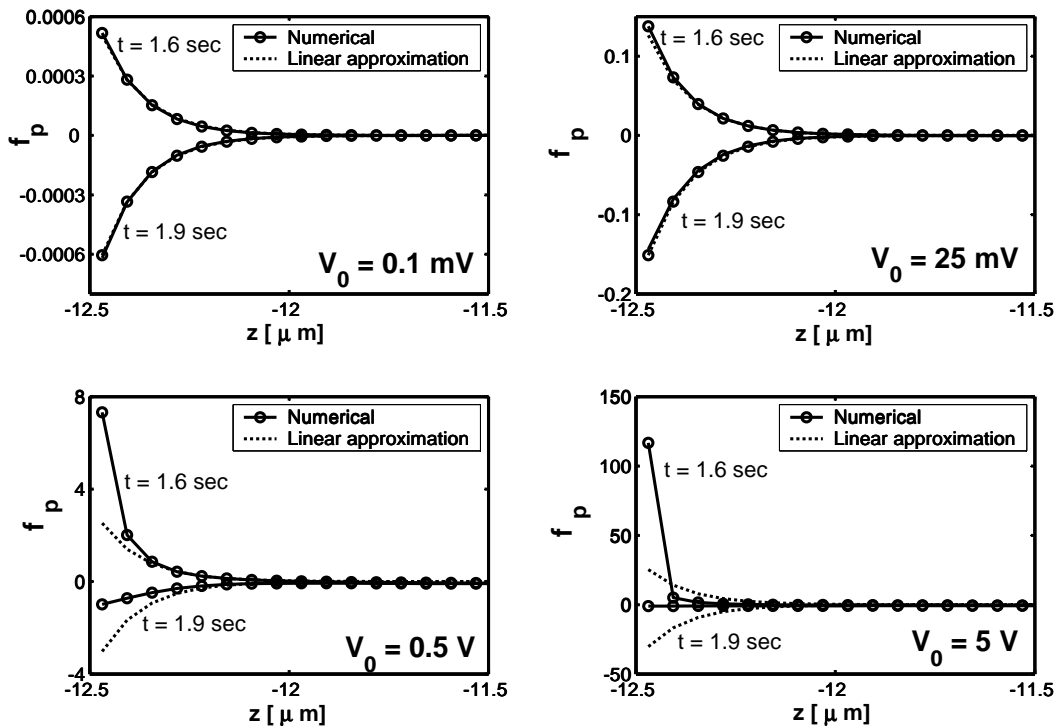 0.0006
0.0003
0
-0.0003
-0.0006
f p
t = 1.6 sec
t = 1.9 sec
Numerical
Linear approximation
V0 = 0.1 mV
-12.5
-12
-11.5
z [ μ m]
0.1
0
-0.1
-0.2
f p
t = 1.6 sec
t = 1.9 sec
Numerical
Linear approximation
V0 = 25 mV
-12.5
-12
-11.5
z [ μ m]
8
4
0
-4
f p
t = 1.6 sec
t = 1.9 sec
Numerical
Linear approximation
V0 = 0.5 V
-12.5
-12
-11.5
z [ μ m]
150
100
50
0
-50
f p
t = 1.6 sec
t = 1.9 sec
Numerical
Linear approximation
V0 = 5 V
-12.5
-12
-11.5
z [ μ m]